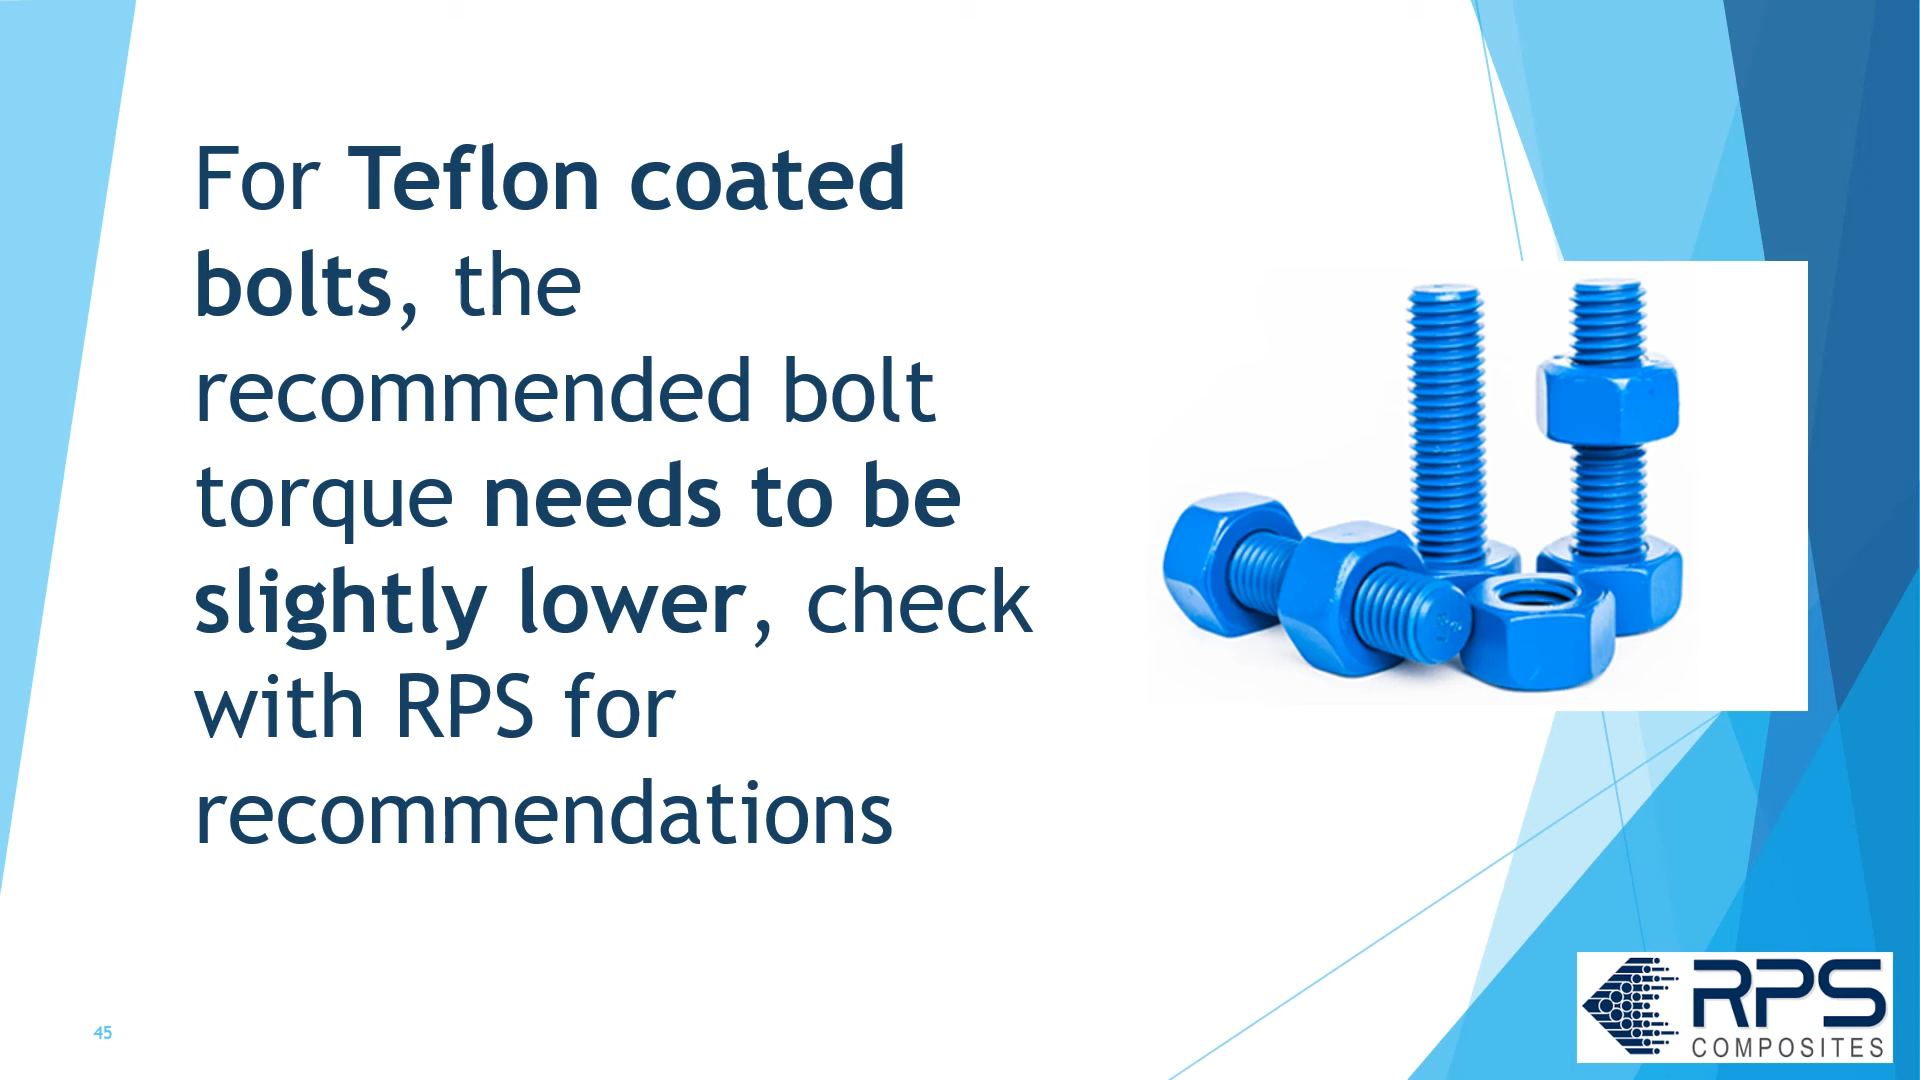 For Teflon coated
bolts, the
recommended bolt
torque needs to be
slightly lower, check
with RPS for
recommendations
45
RPS
COMPOSITES